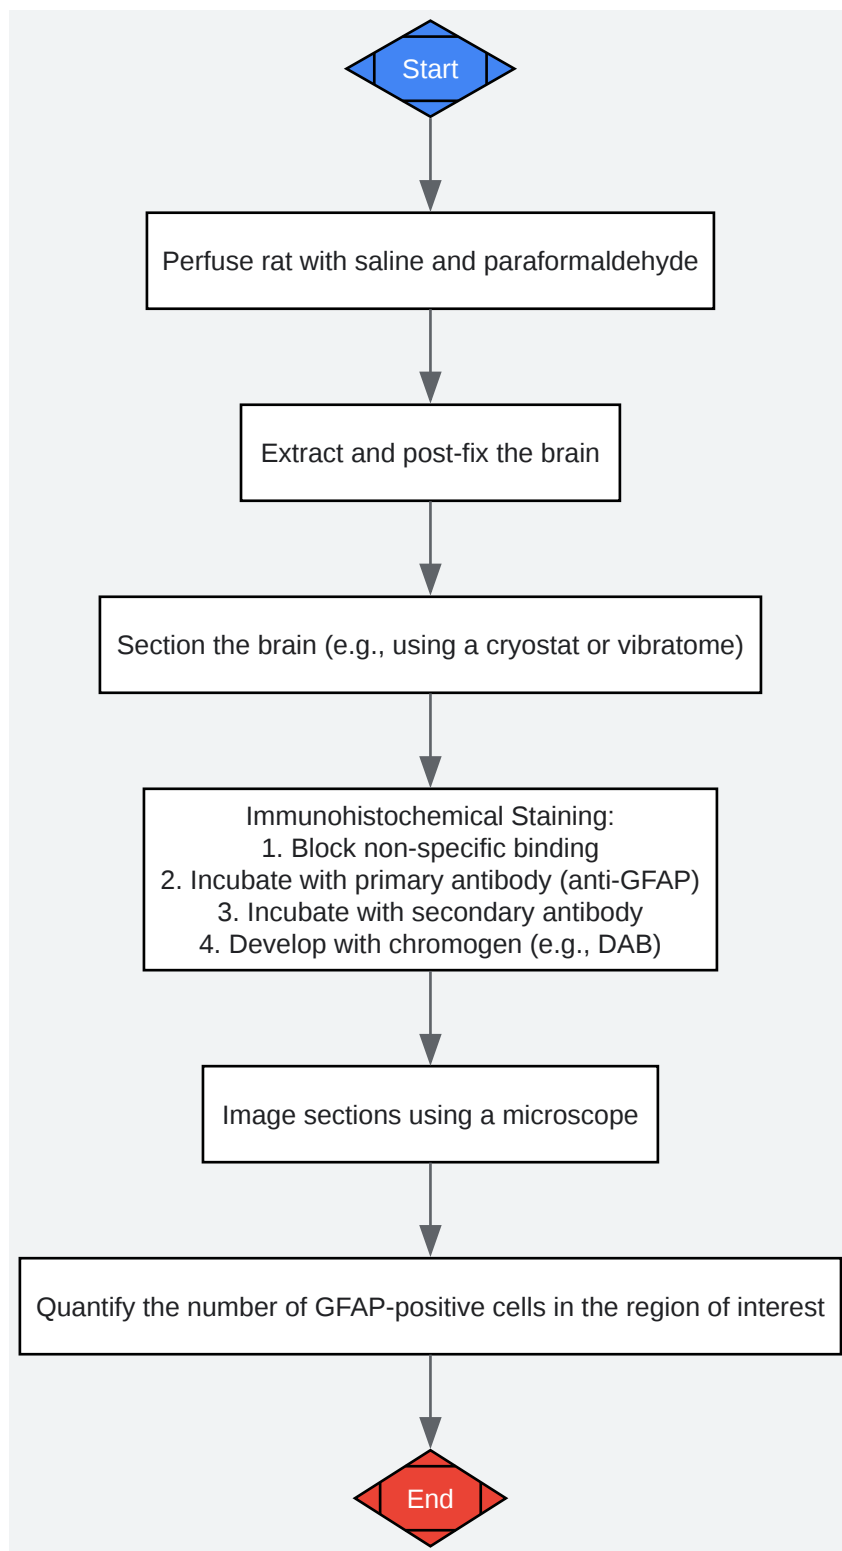 Start
Perfuse rat with saline and paraformaldehyde
Extract and post-fix the brain
Section the brain (e.g., using a cryostat or vibratome)
Immunohistochemical Staining:
1. Block non-specific binding
2. Incubate with primary antibody (anti-GFAP)
3. Incubate with secondary antibody
4. Develop with chromogen (e.g., DAB)
Image sections using a microscope
Quantify the number of GFAP-positive cells in the region of interest
End